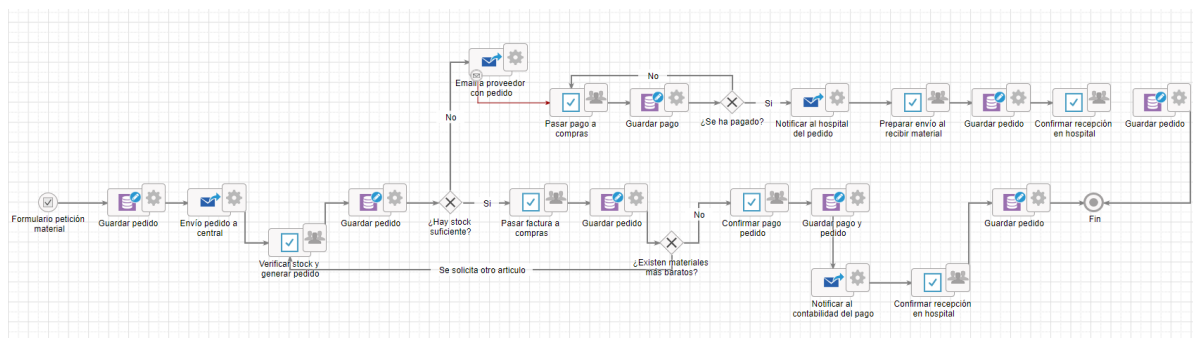 Email a proveedor
con pedido
No
Pasar pago a
compras
Guardar pago
¿Se ha pagado?
Si
Notificar al hospital
del pedido
Preparar envío al
recibir material
Guardar pedido
Confirmar recepción
en hospital
Guardar pedido
No
Formulario petición
material
Guardar pedido
Envío pedido a
central
Verificar stock y
generar pedido
Guardar pedido
¿Hay stock
suficiente?
Si
Pasar factura a
compras
Guardar pedido
¿Existen materiales
más baratos?
No
Se solicita otro articulo
Confirmar pago
pedido
Guardar pago y
pedido
Notificar al
contabilidad del pago
Confirmar recepción
en hospital
Guardar pedido
Fin